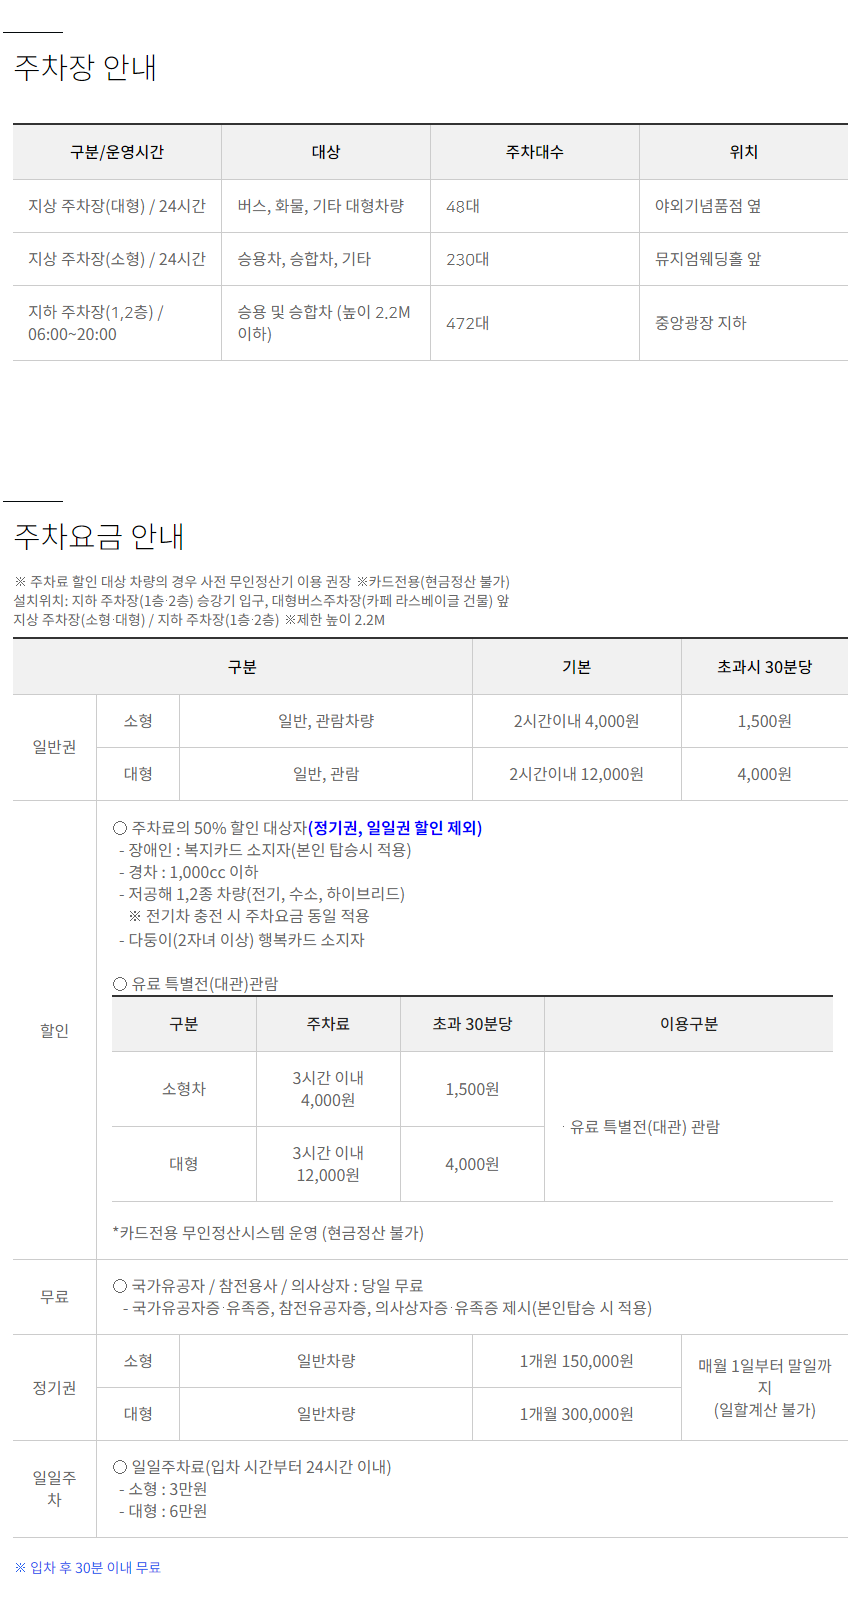 주차장 안내
구분/운영시간 대상 주차대수 위치
지상 주차장(대형) / 24시간 버스, 화물, 기타 대형차량 48대 야외기념품점 옆
지상 주차장(소형) / 24시간 승용차, 승합차, 기타 230대 뮤지엄웨딩홀 앞
지하 주차장(1,2층) /
06:00~20:00
승용 및 승합차 (높이 2.2M
이하)
472대 중앙광장 지하
주차요금 안내
※ 주차료 할인 대상 차량의 경우 사전 무인정산기 이용 권장 ※카드전용(현금정산 불가)
설치위치: 지하 주차장(1층·2층) 승강기 입구, 대형버스주차장(카페 라스베이글 건물) 앞
지상 주차장(소형·대형) / 지하 주차장(1층·2층) ※제한 높이 2.2M
구분 기본 초과시 30분당
일반권
소형 일반, 관람차량 2시간이내 4,000원 1,500원
대형 일반, 관람 2시간이내 12,000원 4,000원
할인
○ 주차료의 50% 할인 대상자(정기권, 일일권 할인 제외)
- 장애인 : 복지카드 소지자(본인 탑승시 적용)
- 경차 : 1,000cc 이하
- 저공해 1,2종 차량(전기, 수소, 하이브리드)
※ 전기차 충전 시 주차요금 동일 적용
- 다둥이(2자녀 이상) 행복카드 소지자
○ 유료 특별전(대관)관람
구분 주차료 초과 30분당 이용구분
소형차
3시간 이내
4,000원
1,500원
· 유료 특별전(대관) 관람
대형
3시간 이내
12,000원
4,000원
*카드전용 무인정산시스템 운영 (현금정산 불가)
무료
○ 국가유공자 / 참전용사 / 의사상자 : 당일 무료
- 국가유공자증·유족증, 참전유공자증, 의사상자증·유족증 제시(본인탑승 시 적용)
정기권
소형 일반차량 1개원 150,000원
대형 일반차량 1개월 300,000원
매월 1일부터 말일까
지
(일할계산 불가)
일일주
차
○ 일일주차료(입차 시간부터 24시간 이내)
- 소형 : 3만원
- 대형 : 6만원
※ 입차 후 30분 이내 무료